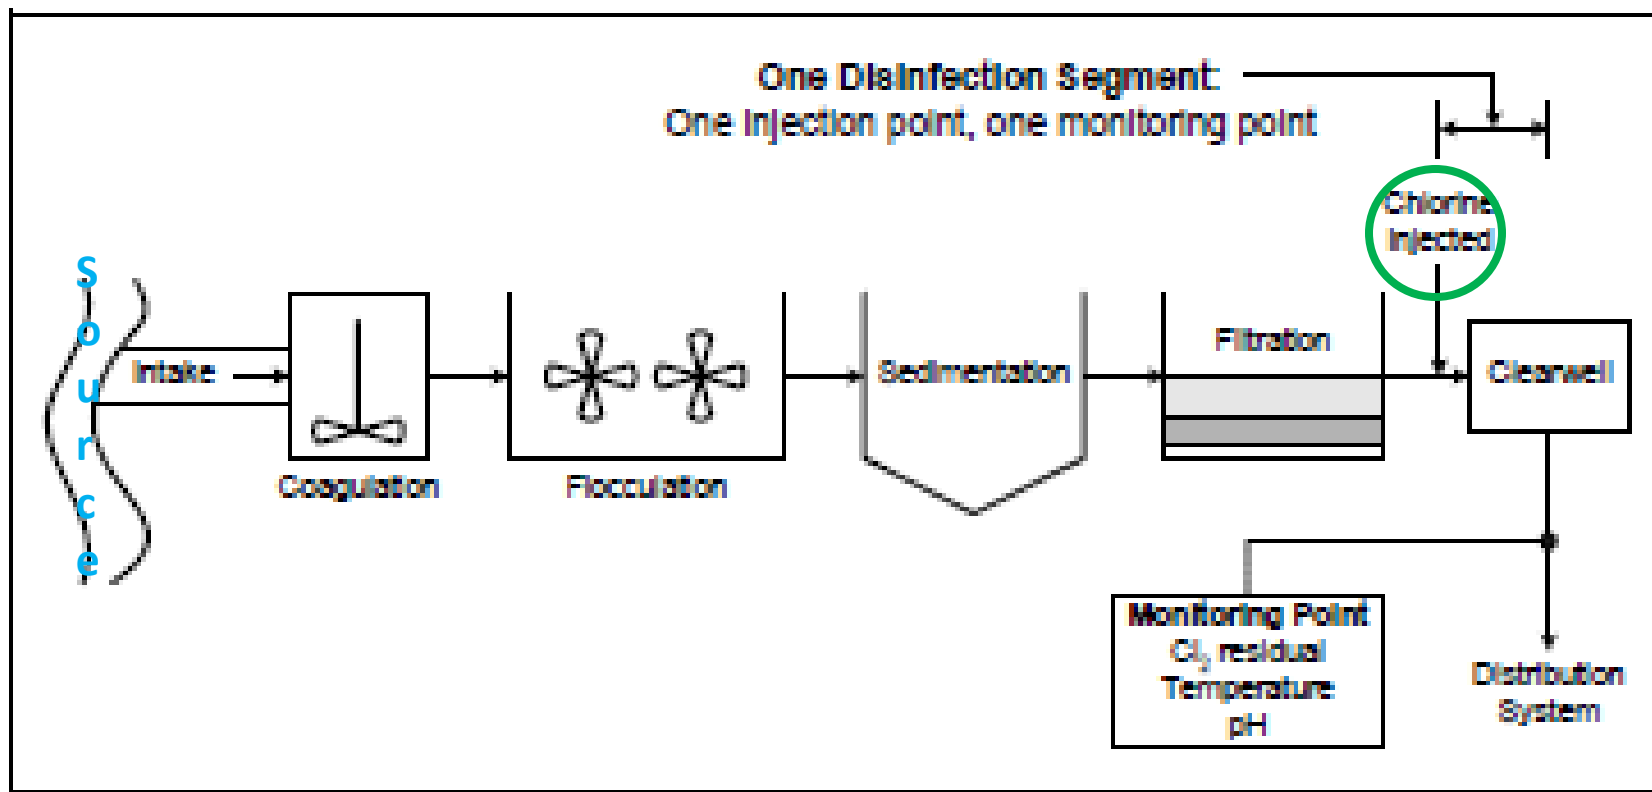 One Disinfection Segment:
One injection point, one monitoring point
Chlorine
Injected
Source
Intake
Coagulation
Flocculation
Sedimentation
Filtration
Clearwell
Monitoring Point
Cl₂ residual
Temperature
pH
Distribution
System